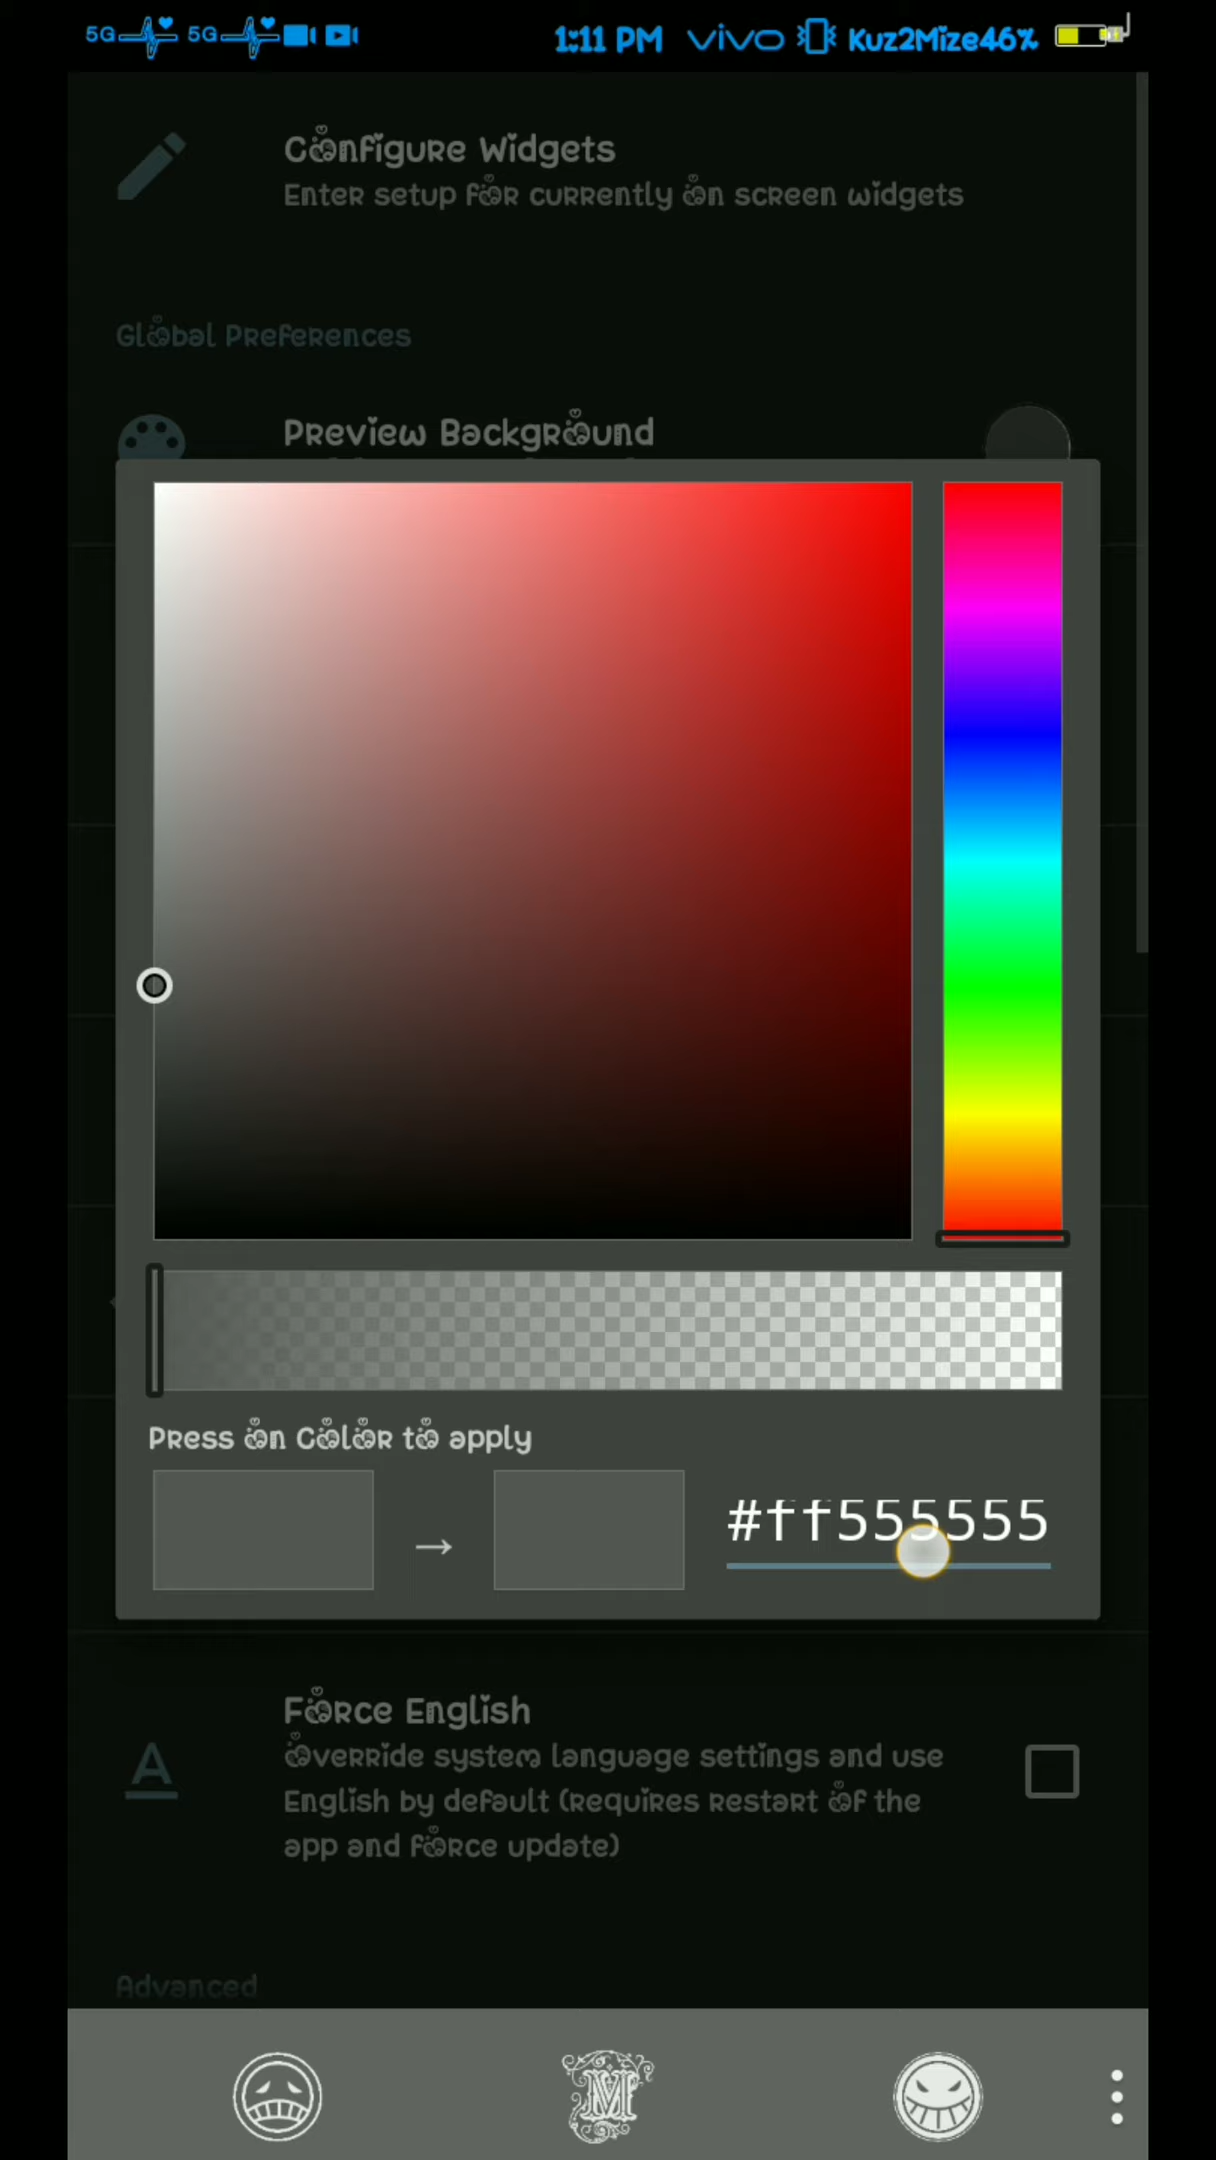 5G 5G 1:11 PM vivo Kuz2Mize46%
Configure Widgets
Enter setup for currently on screen widgets
Global Preferences
Preview Background
Press on Color to apply
→ #ff555555
Force English
Override system language settings and use
English by default (requires restart of the
app and force update)
Advanced
M